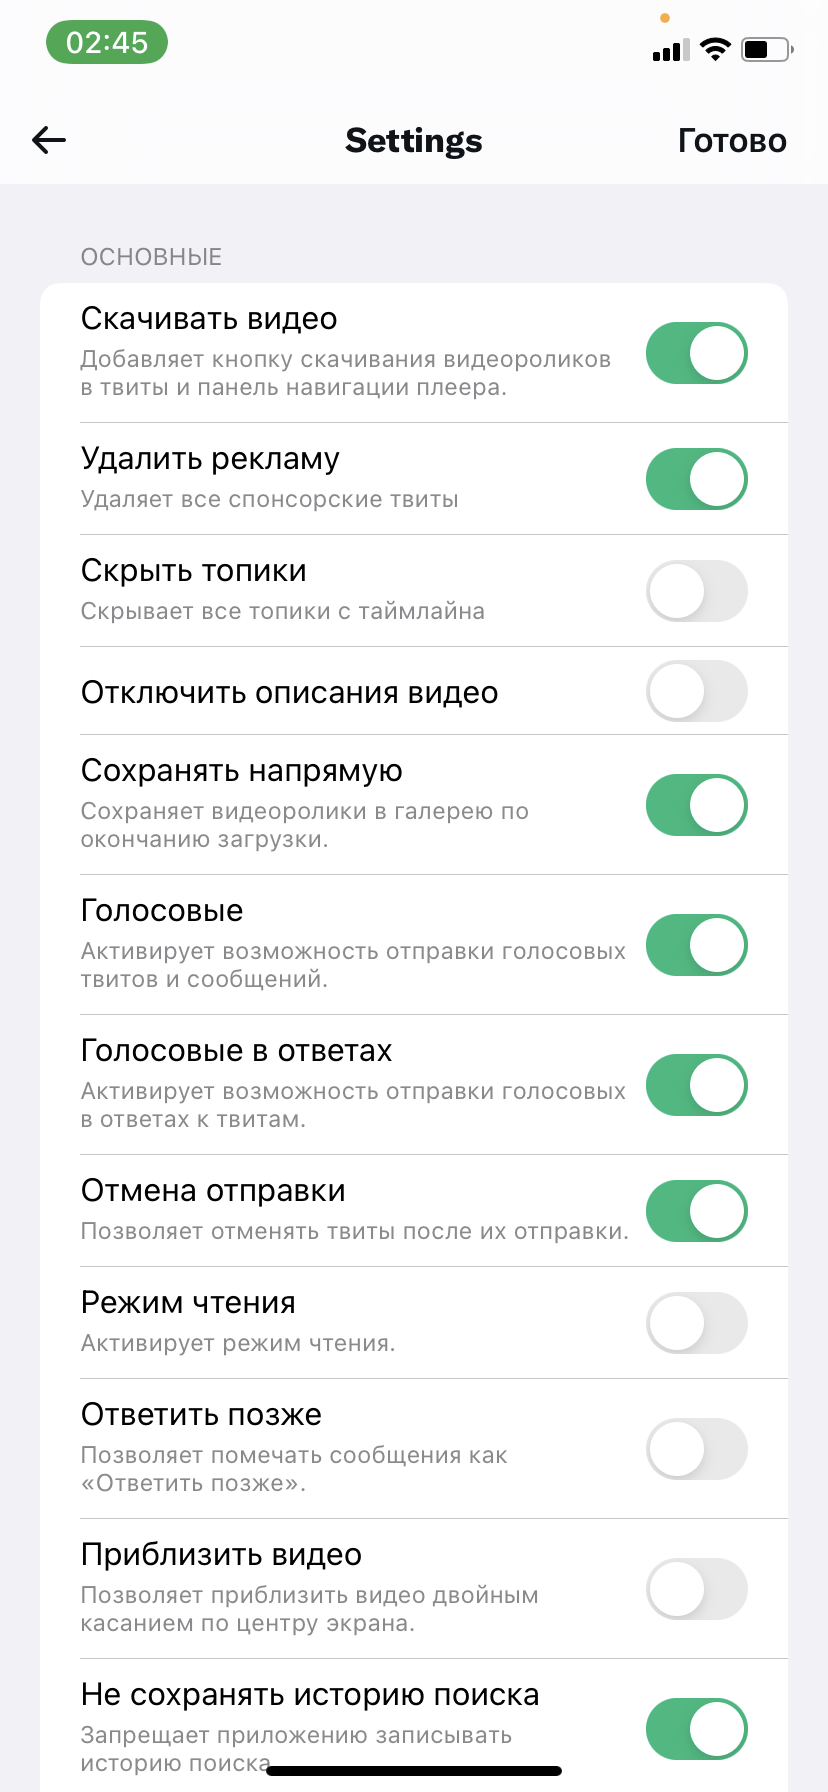 02:45
Settings
Готово
ОСНОВНЫЕ
Скачивать видео
Добавляет кнопку скачивания видеороликов
в твиты и панель навигации плеера.
Удалить рекламу
Удаляет все спонсорские твиты
Скрыть топики
Скрывает все топики с таймлайна
Отключить описания видео
Сохранять напрямую
Сохраняет видеоролики в галерею по
окончанию загрузки.
Голосовые
Активирует возможность отправки голосовых
твитов и сообщений.
Голосовые в ответах
Активирует возможность отправки голосовых
в ответах к твитам.
Отмена отправки
Позволяет отменять твиты после их отправки.
Режим чтения
Активирует режим чтения.
Ответить позже
Позволяет помечать сообщения как
«Ответить позже».
Приблизить видео
Позволяет приблизить видео двойным
касанием по центру экрана.
Не сохранять историю поиска
Запрещает приложению записывать
историю поиска